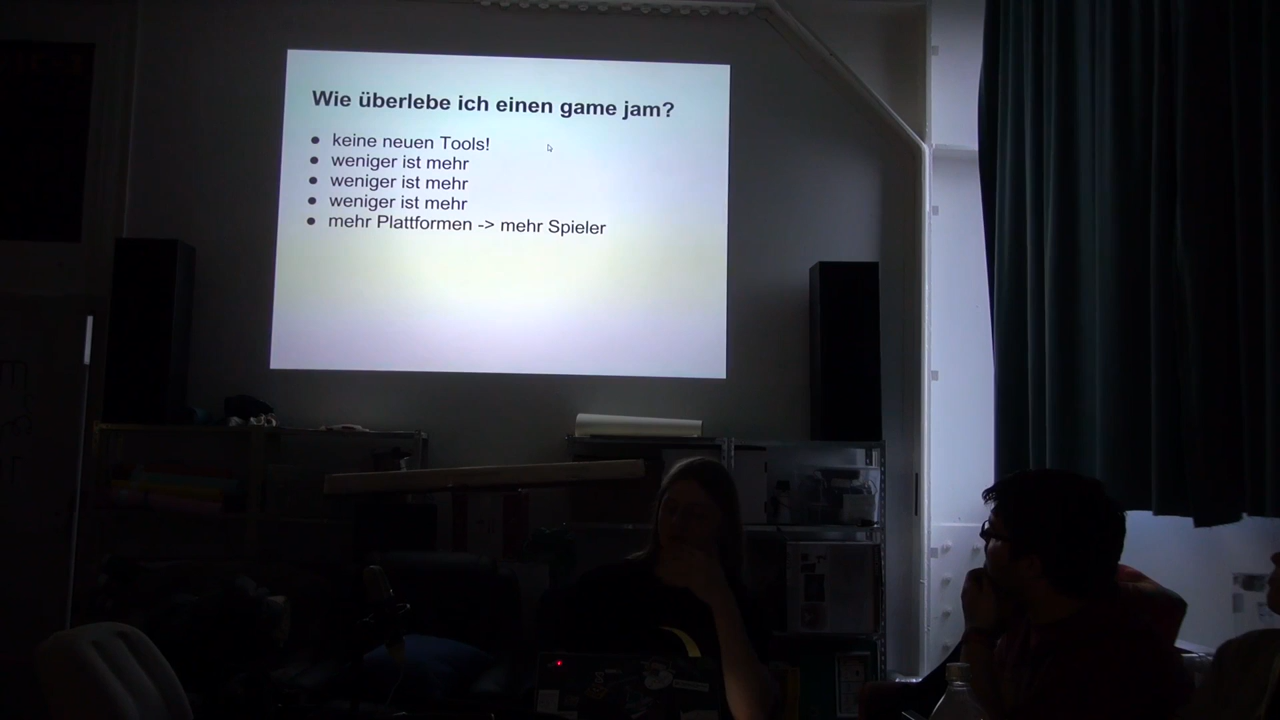 Wie überlebe ich einen game jam?
● keine neuen Tools!
● weniger ist mehr
● weniger ist mehr
● weniger ist mehr
● mehr Plattformen -> mehr Spieler